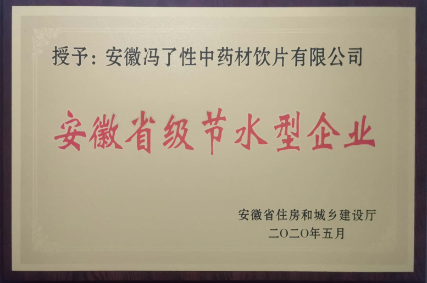 授予：安徽冯了性中药材饮片有限公司
安徽省级节水型企业
安徽省住房和城乡建设厅
二〇二〇年五月